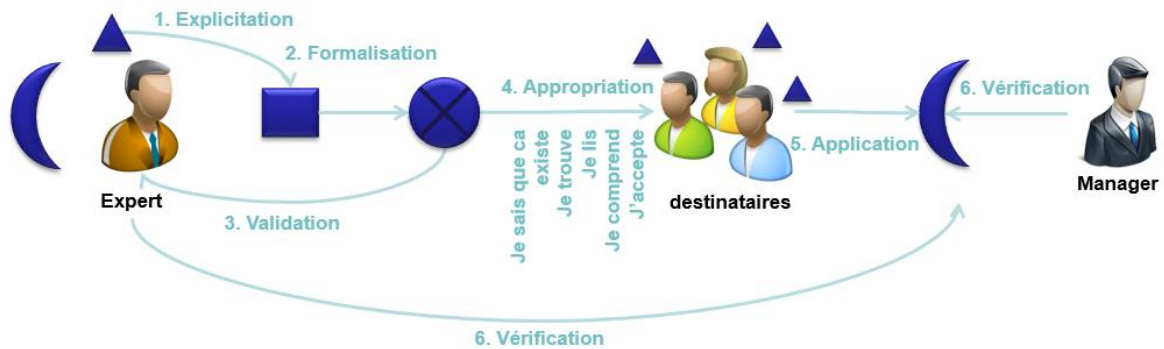 1. Explicitation
2. Formalisation
4. Appropriation
6. Vérification
5. Application
Expert
3. Validation
Je sais que ca
existe
Je trouve
Je lis
Je comprend
J'accepte
destinataires
Manager
6. Vérification